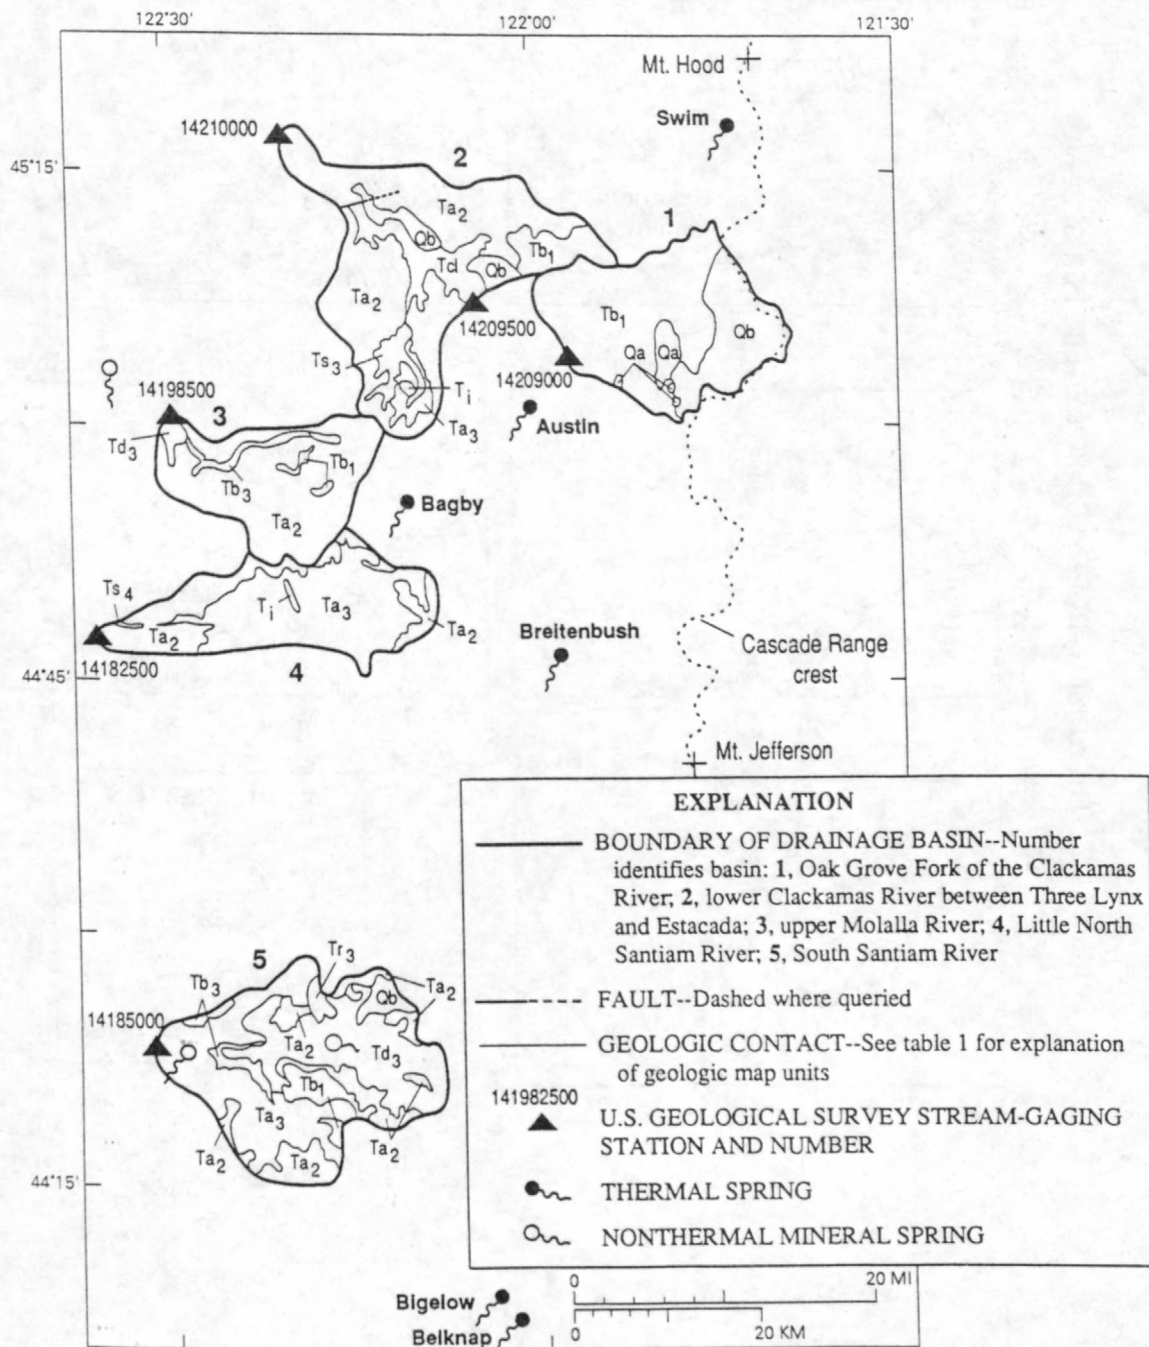 122°30'
122°00'
121°30'
Mt. Hood
Swim
14210000
45°15'
2
1
Ta2
Qb
Tb1
Tcl
Qb
Ta2
Tb1
Qb
14209500
Qa
Qa
Ts3
14209000
14198500
Ti
3
Ta3
Austin
Td3
Tb1
Tb3
Bagby
Ta2
Ts4
Ti
Ta3
Ta2
Ta2
Breitenbush
Cascade Range
crest
14182500
4
44°45'
Mt. Jefferson
EXPLANATION
BOUNDARY OF DRAINAGE BASIN--Number
identifies basin: 1, Oak Grove Fork of the Clackamas
River; 2, lower Clackamas River between Three Lynx
and Estacada; 3, upper Molalla River; 4, Little North
Santiam River; 5, South Santiam River
FAULT--Dashed where queried
GEOLOGIC CONTACT--See table 1 for explanation
of geologic map units
141982500
U.S. GEOLOGICAL SURVEY STREAM-GAGING
STATION AND NUMBER
THERMAL SPRING
NONTHERMAL MINERAL SPRING
5
Tr3
Tb3
Ta2
Qb
14185000
Ta2
Td3
Tb1
Ta3
Ta2
Ta2
Ta2
44°15'
0
20 MI
0
20 KM
Bigelow
Belknap